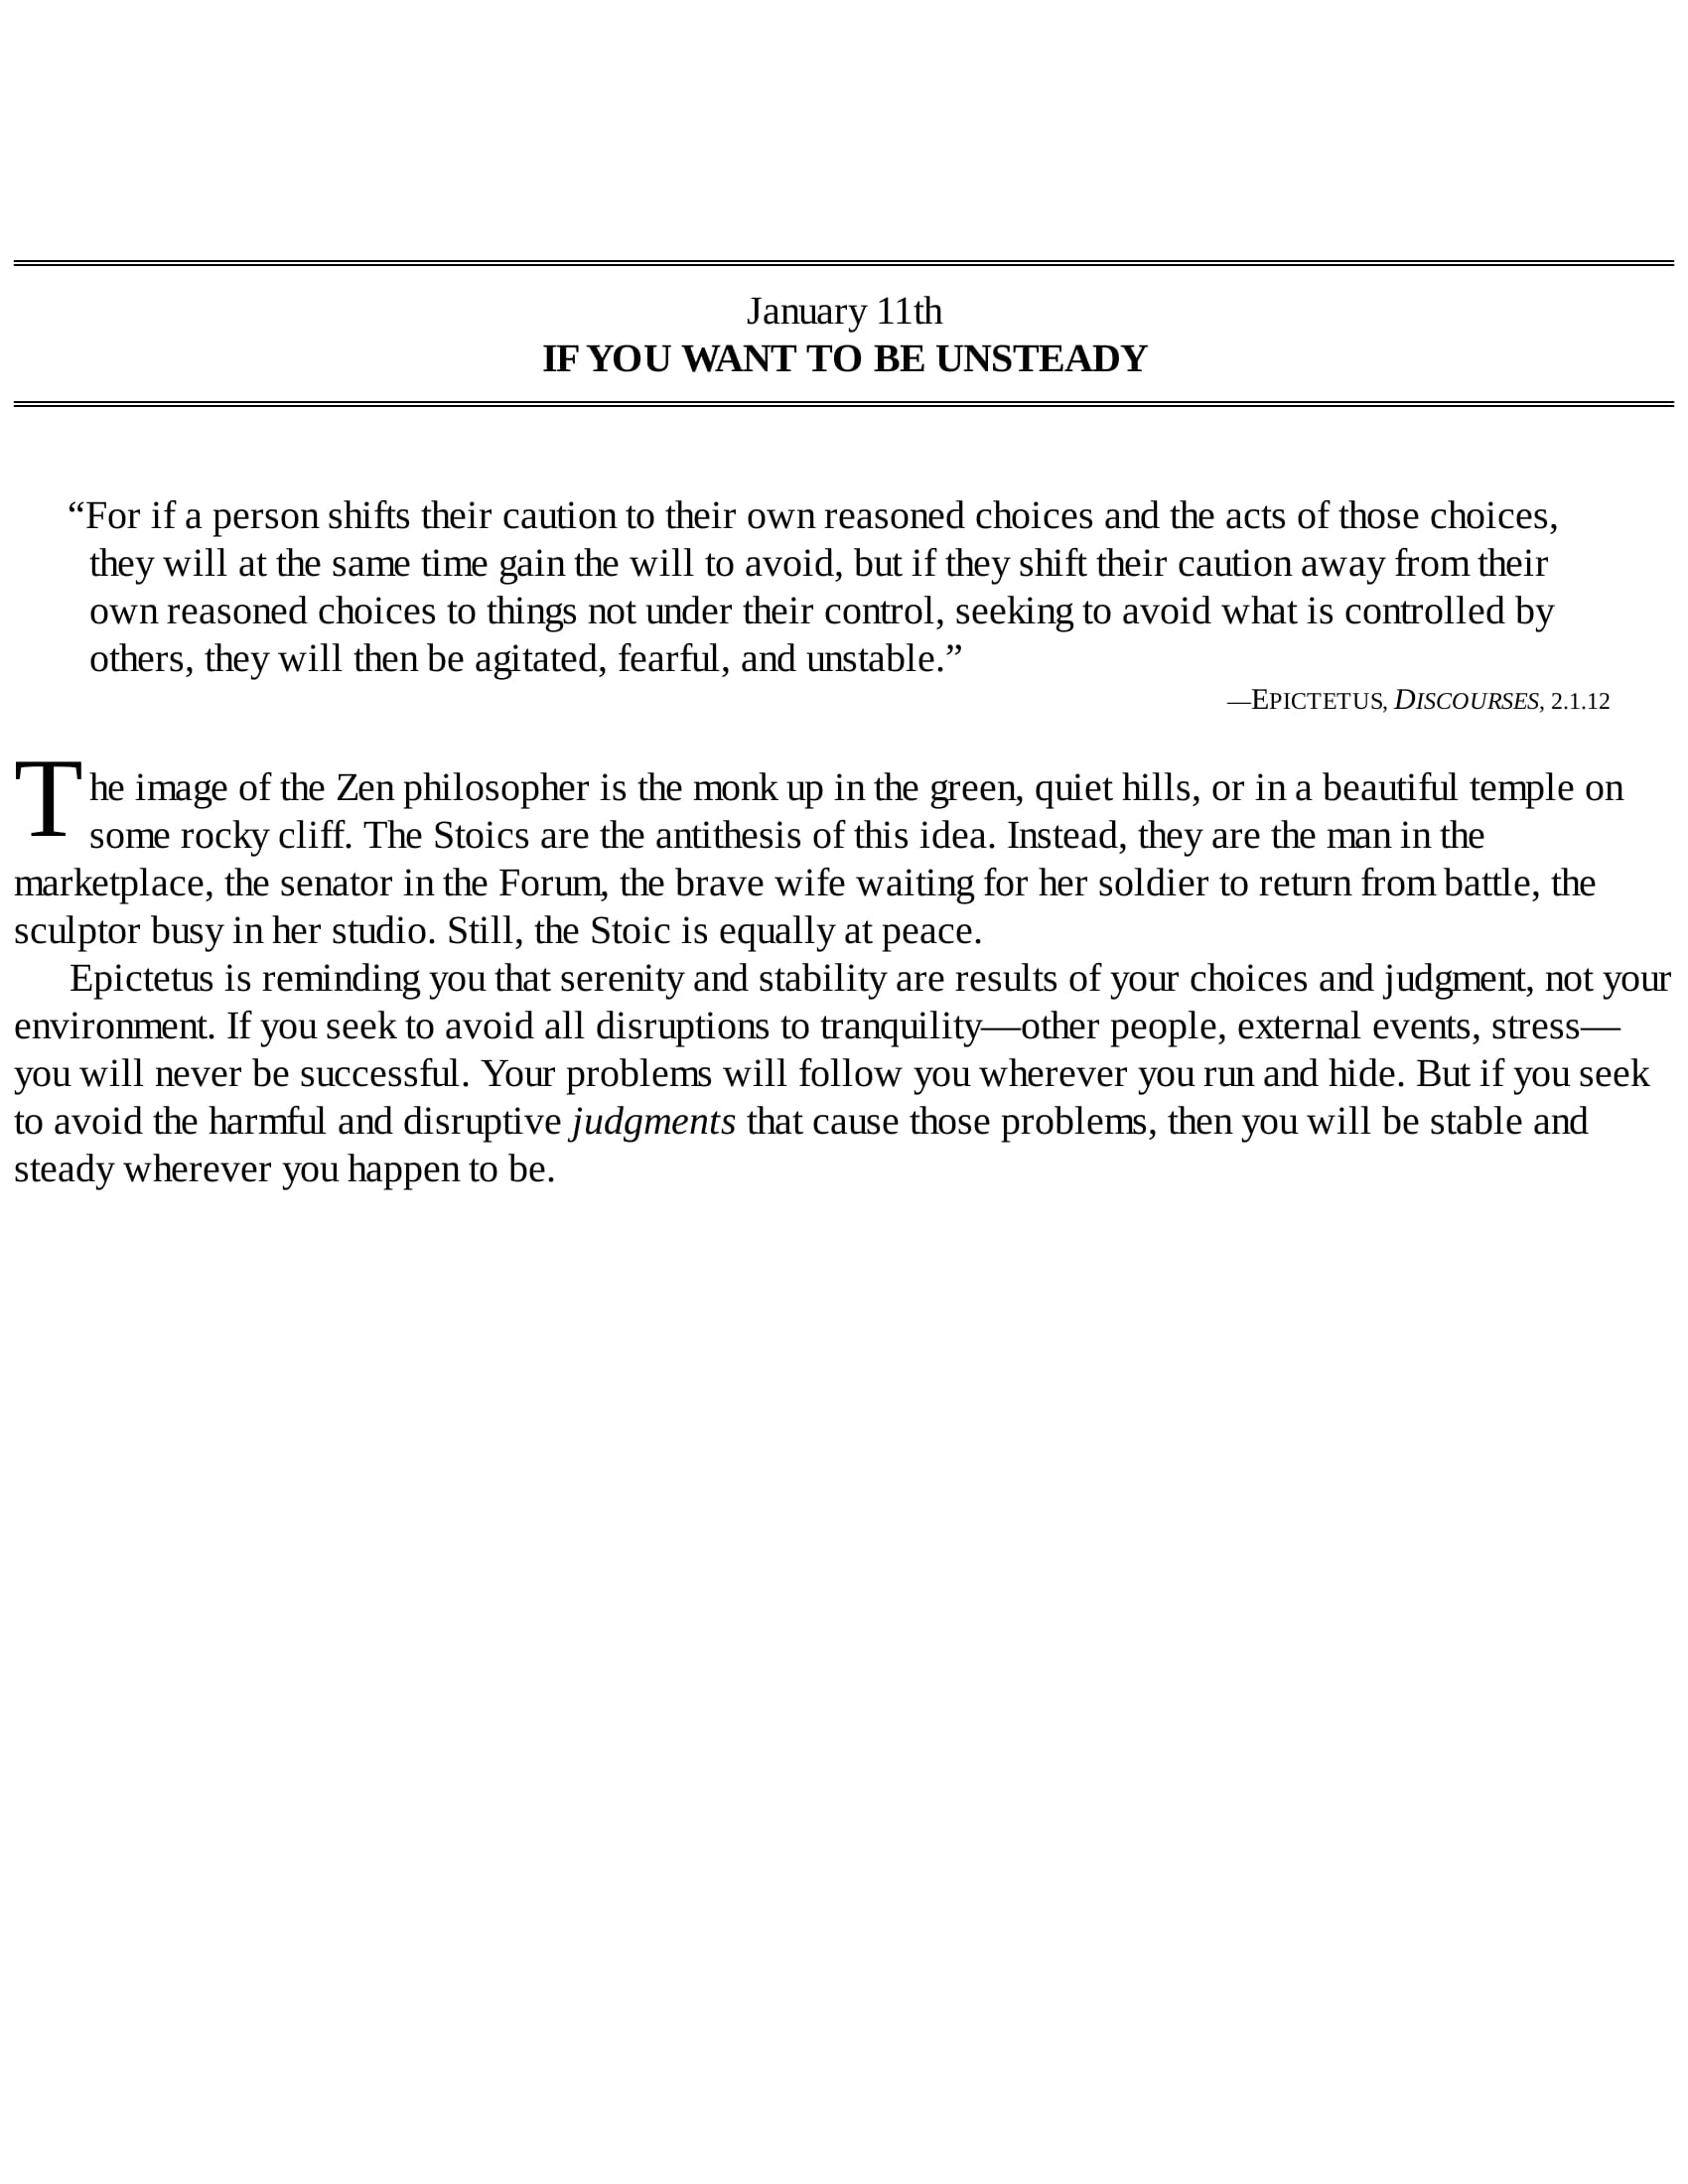 January 11th
IF YOU WANT TO BE UNSTEADY
“For if a person shifts their caution to their own reasoned choices and the acts of those choices,
they will at the same time gain the will to avoid, but if they shift their caution away from their
own reasoned choices to things not under their control, seeking to avoid what is controlled by
others, they will then be agitated, fearful, and unstable.”
—EPICTETUS, DISCOURSES, 2.1.12
The image of the Zen philosopher is the monk up in the green, quiet hills, or in a beautiful temple on
some rocky cliff. The Stoics are the antithesis of this idea. Instead, they are the man in the
marketplace, the senator in the Forum, the brave wife waiting for her soldier to return from battle, the
sculptor busy in her studio. Still, the Stoic is equally at peace.
Epictetus is reminding you that serenity and stability are results of your choices and judgment, not your
environment. If you seek to avoid all disruptions to tranquility—other people, external events, stress—
you will never be successful. Your problems will follow you wherever you run and hide. But if you seek
to avoid the harmful and disruptive judgments that cause those problems, then you will be stable and
steady wherever you happen to be.